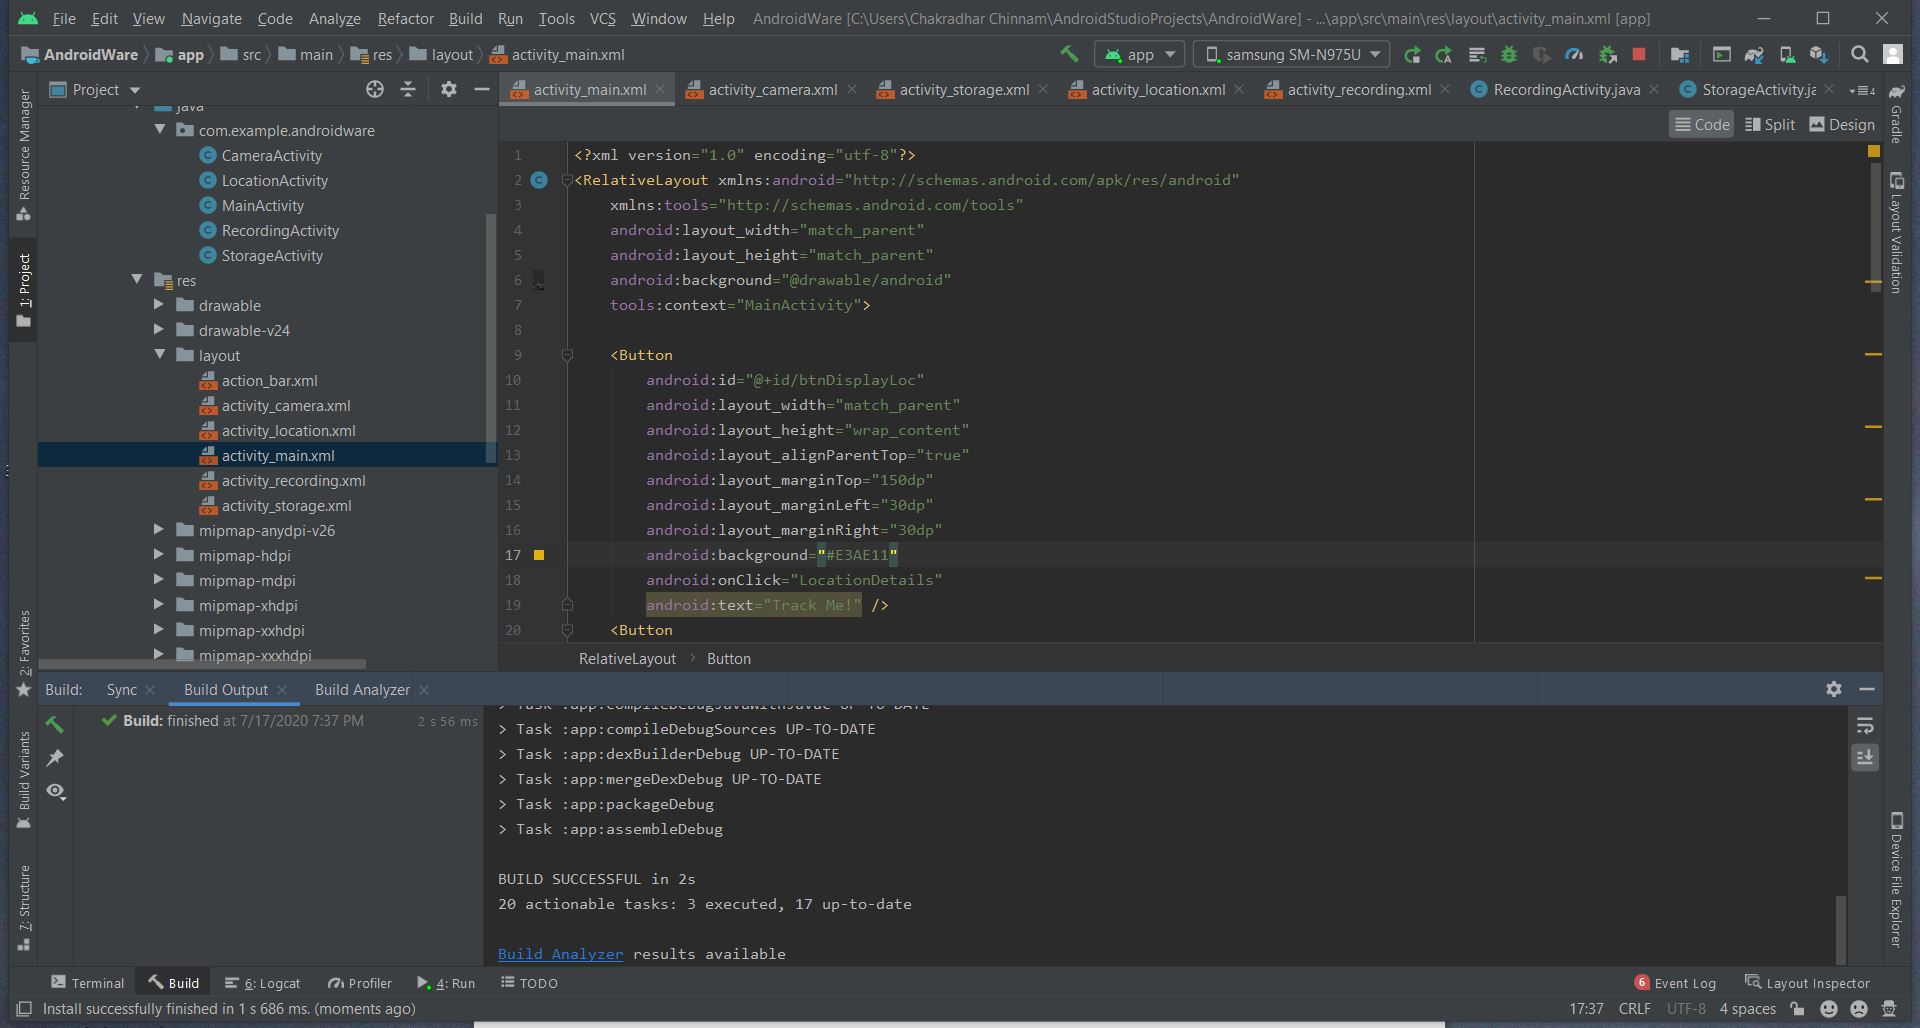 File Edit View Navigate Code Analyze Refactor Build Run Tools VCS Window Help AndroidWare [C:\Users\Chakradhar Chinnam\AndroidStudioProjects\AndroidWare] - ...\app\src\main\res\layout\activity_main.xml [app]
AndroidWare app src main res layout activity_main.xml app samsung SM-N975U
Project
activity_main.xml activity_camera.xml activity_storage.xml activity_location.xml activity_recording.xml RecordingActivity.java StorageActivity.ja 4
Code Split Design
Resource Manager
1: Project
2: Favorites
Build Variants
7: Structure
java
com.example.androidware
CameraActivity
LocationActivity
MainActivity
RecordingActivity
StorageActivity
res
drawable
drawable-v24
layout
action_bar.xml
activity_camera.xml
activity_location.xml
activity_main.xml
activity_recording.xml
activity_storage.xml
mipmap-anydpi-v26
mipmap-hdpi
mipmap-mdpi
mipmap-xhdpi
mipmap-xxhdpi
mipmap-xxxhdpi
1 <?xml version="1.0" encoding="utf-8"?>
2 <RelativeLayout xmlns:android="http://schemas.android.com/apk/res/android"
3 xmlns:tools="http://schemas.android.com/tools"
4 android:layout_width="match_parent"
5 android:layout_height="match_parent"
6 android:background="@drawable/android"
7 tools:context="MainActivity">
8
9 <Button
10 android:id="@+id/btnDisplayLoc"
11 android:layout_width="match_parent"
12 android:layout_height="wrap_content"
13 android:layout_alignParentTop="true"
14 android:layout_marginTop="150dp"
15 android:layout_marginLeft="30dp"
16 android:layout_marginRight="30dp"
17 android:background="#E3AE11"
18 android:onClick="LocationDetails"
19 android:text="Track Me!" />
20 <Button
RelativeLayout Button
Gradle
Layout Validation
Device File Explorer
Build: Sync Build Output Build Analyzer
Build: finished at 7/17/2020 7:37 PM 2 s 56 ms
> Task :app:compileDebugJavaWithJavac UP-TO-DATE
> Task :app:compileDebugSources UP-TO-DATE
> Task :app:dexBuilderDebug UP-TO-DATE
> Task :app:mergeDexDebug UP-TO-DATE
> Task :app:packageDebug
> Task :app:assembleDebug
BUILD SUCCESSFUL in 2s
20 actionable tasks: 3 executed, 17 up-to-date
Build Analyzer results available
Terminal Build 6: Logcat Profiler 4: Run TODO 6 Event Log Layout Inspector
Install successfully finished in 1 s 686 ms. (moments ago) 17:37 CRLF UTF-8 4 spaces